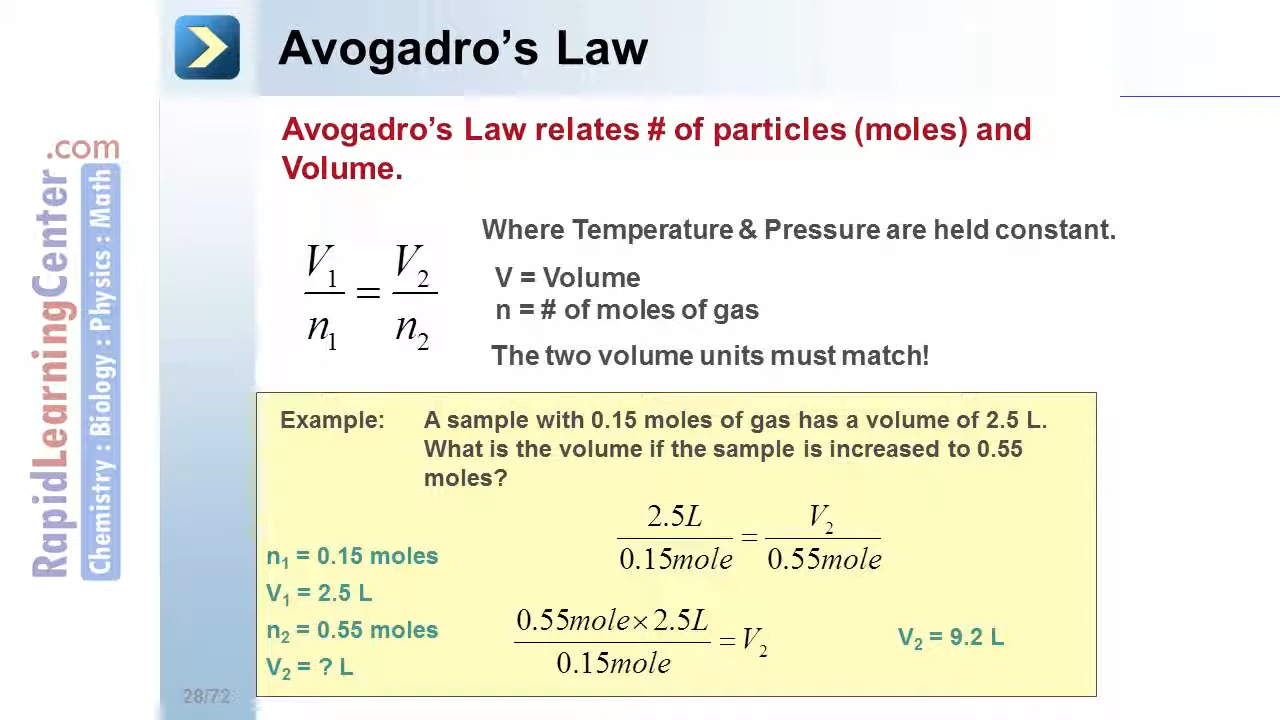 Avogadro’s Law
Avogadro’s Law relates # of particles (moles) and
Volume.
V₁/n₁ = V₂/n₂
Where Temperature & Pressure are held constant.
V = Volume
n = # of moles of gas
The two volume units must match!
Example: A sample with 0.15 moles of gas has a volume of 2.5 L.
What is the volume if the sample is increased to 0.55
moles?
2.5L/0.15mole = V₂/0.55mole
n₁ = 0.15 moles
V₁ = 2.5 L
n₂ = 0.55 moles
V₂ = ? L
0.55mole × 2.5L/0.15mole = V₂
V₂ = 9.2 L
28/72
RapidLearningCenter.com
Chemistry : Biology : Physics : Math